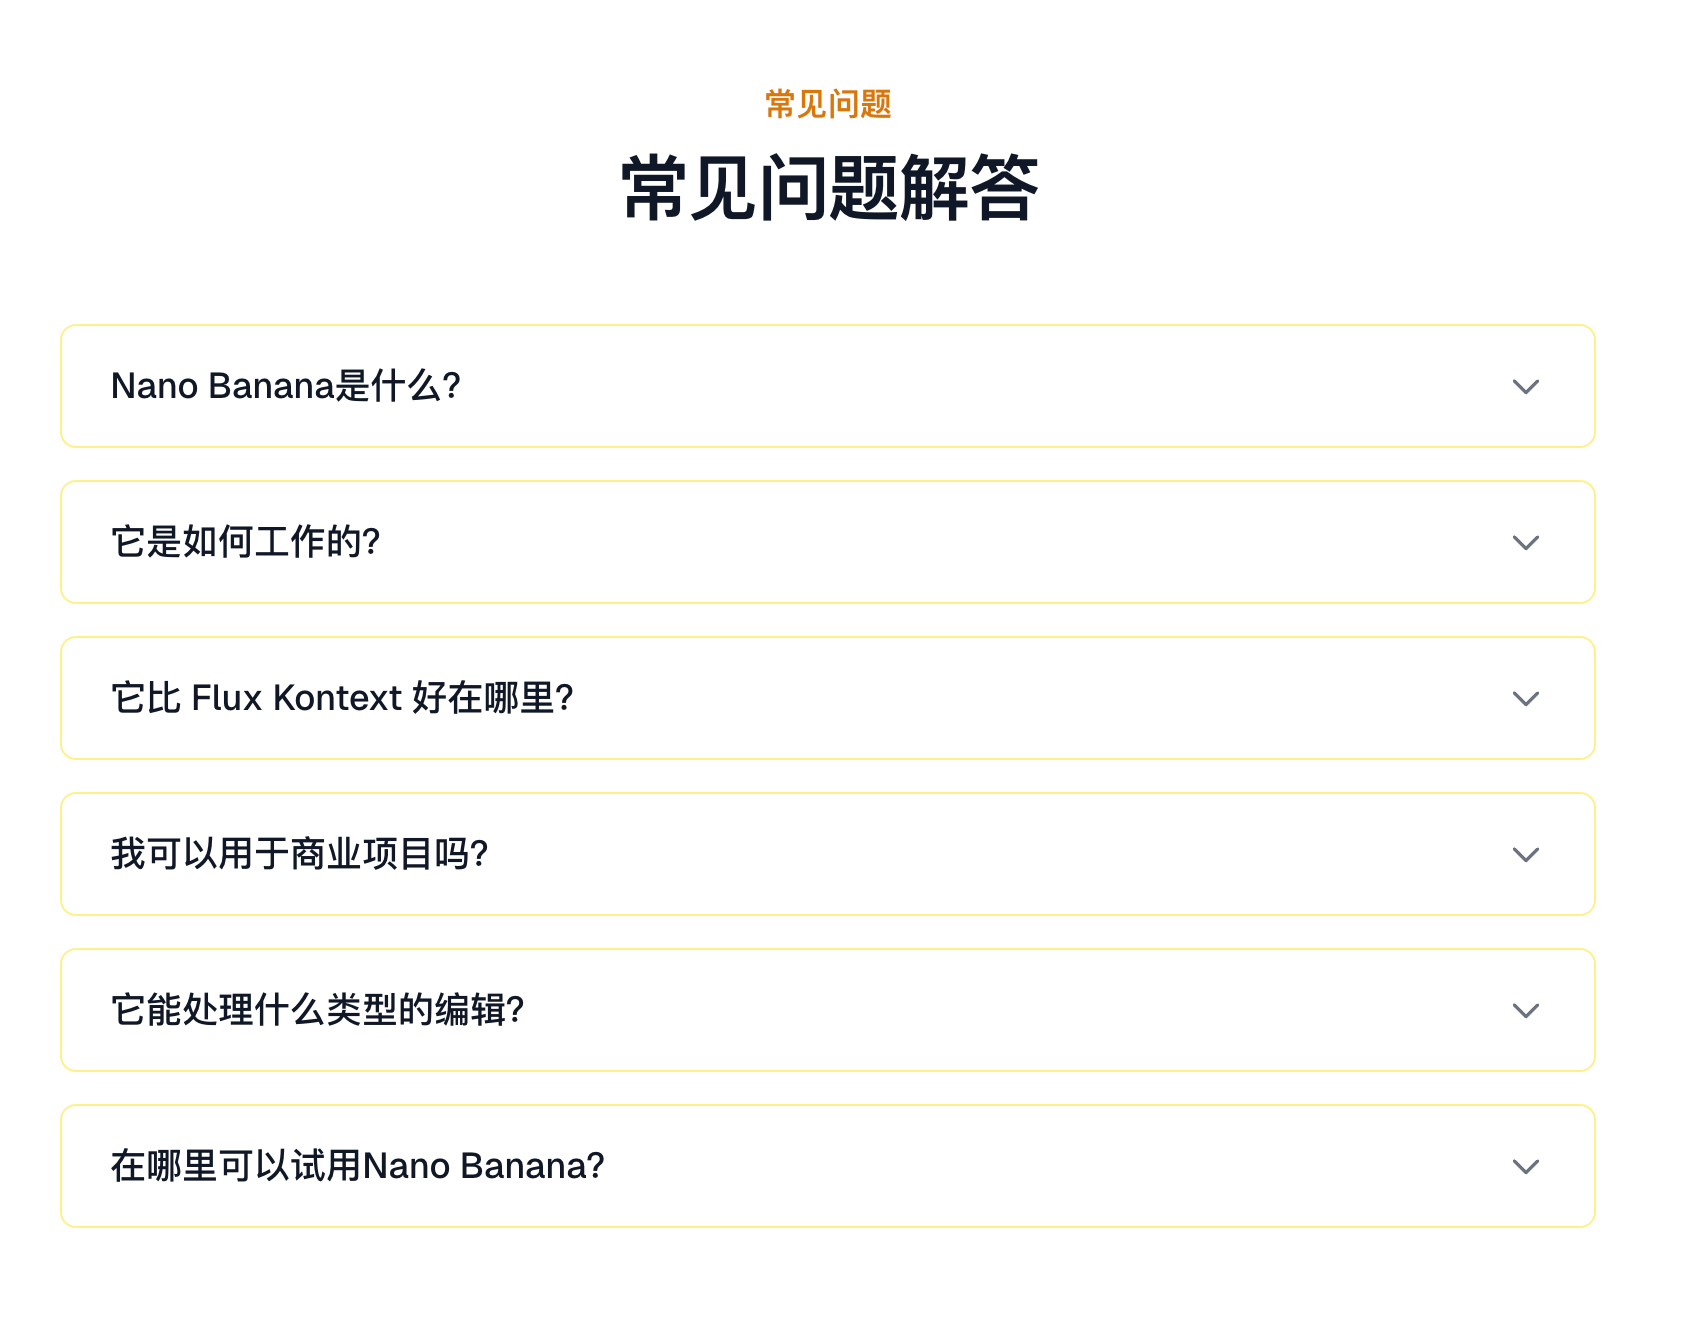 常见问题
常见问题解答
Nano Banana是什么?
它是如何工作的?
它比 Flux Kontext 好在哪里?
我可以用于商业项目吗?
它能处理什么类型的编辑?
在哪里可以试用Nano Banana?